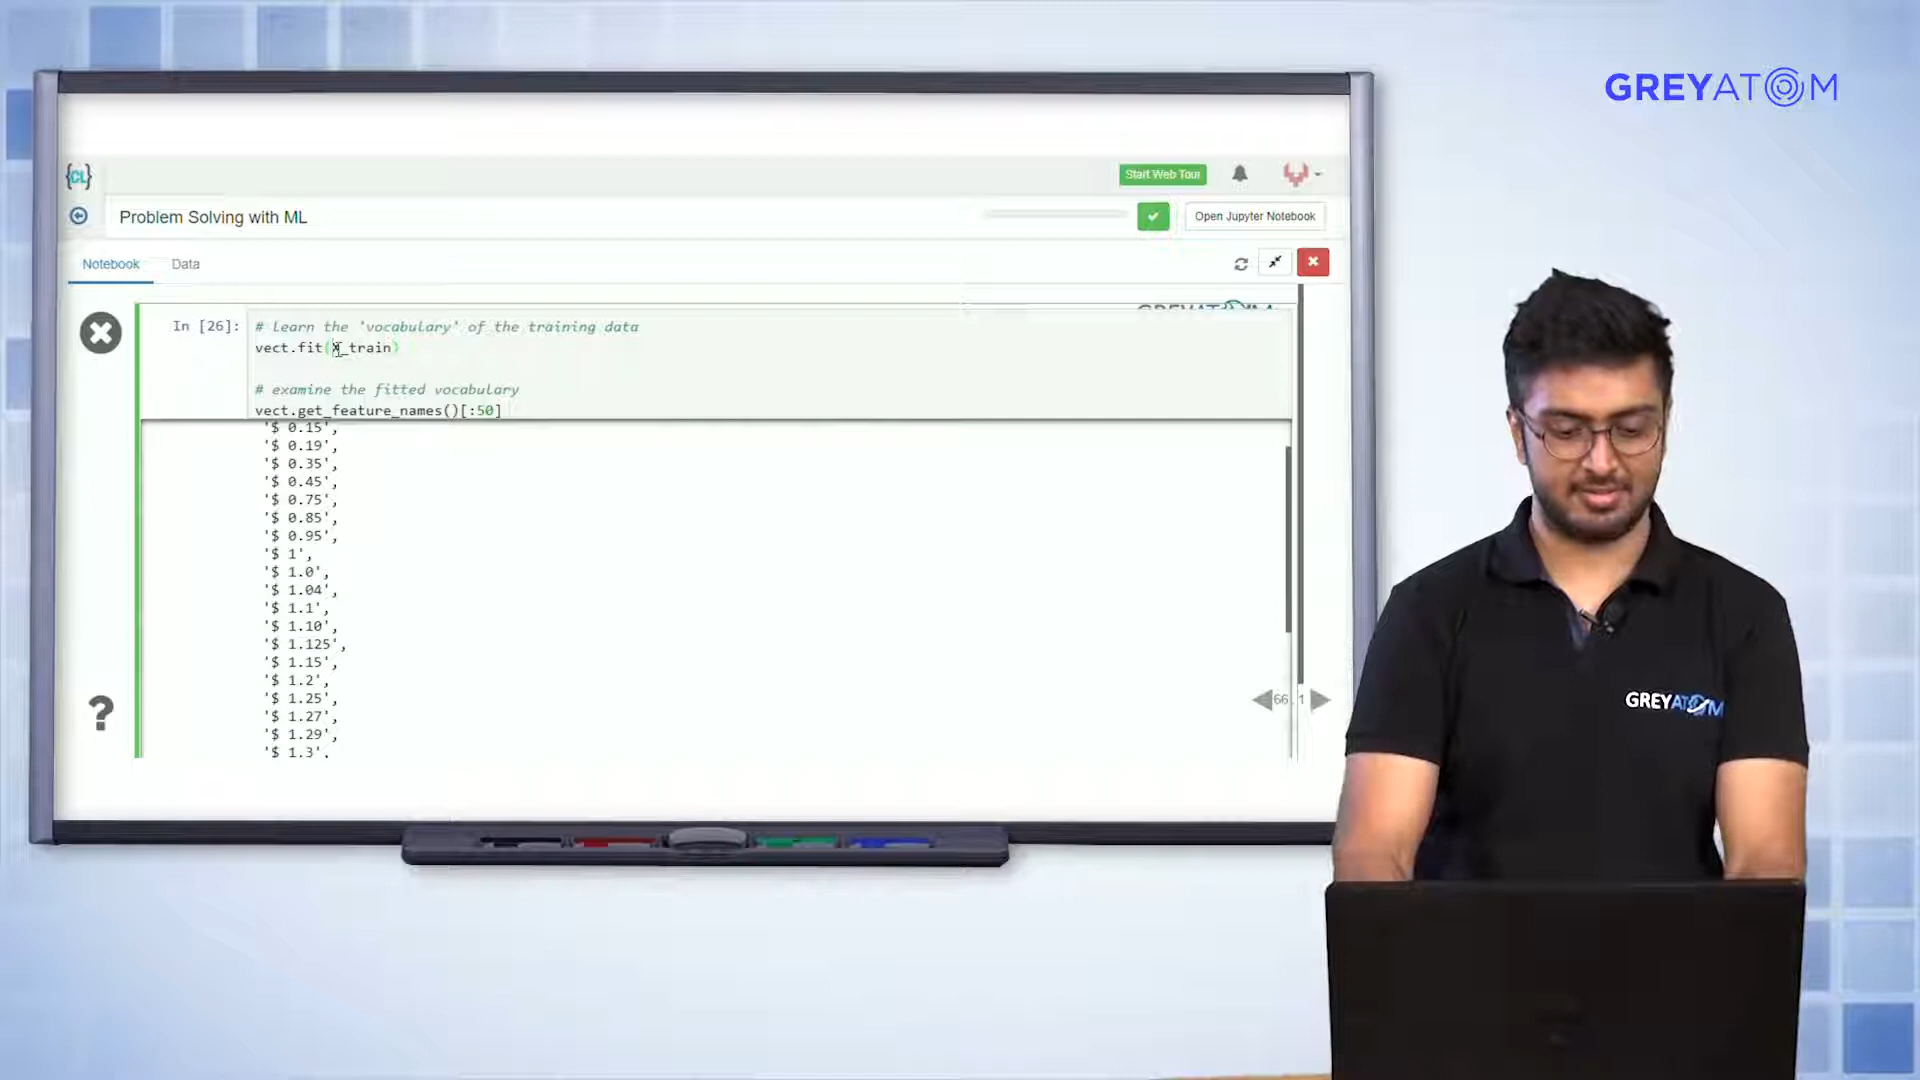 GREYATOM
{CL}
Start Web Tour
Problem Solving with ML
Open Jupyter Notebook
Notebook
Data
In [26]:
# Learn the 'vocabulary' of the training data
vect.fit(X_train)
# examine the fitted vocabulary
vect.get_feature_names()[:50]
'$ 0.15',
'$ 0.19',
'$ 0.35',
'$ 0.45',
'$ 0.75',
'$ 0.85',
'$ 0.95',
'$ 1',
'$ 1.0',
'$ 1.04',
'$ 1.1',
'$ 1.10',
'$ 1.125',
'$ 1.15',
'$ 1.2',
'$ 1.25',
'$ 1.27',
'$ 1.29',
'$ 1.3'.
?
GREYATOM